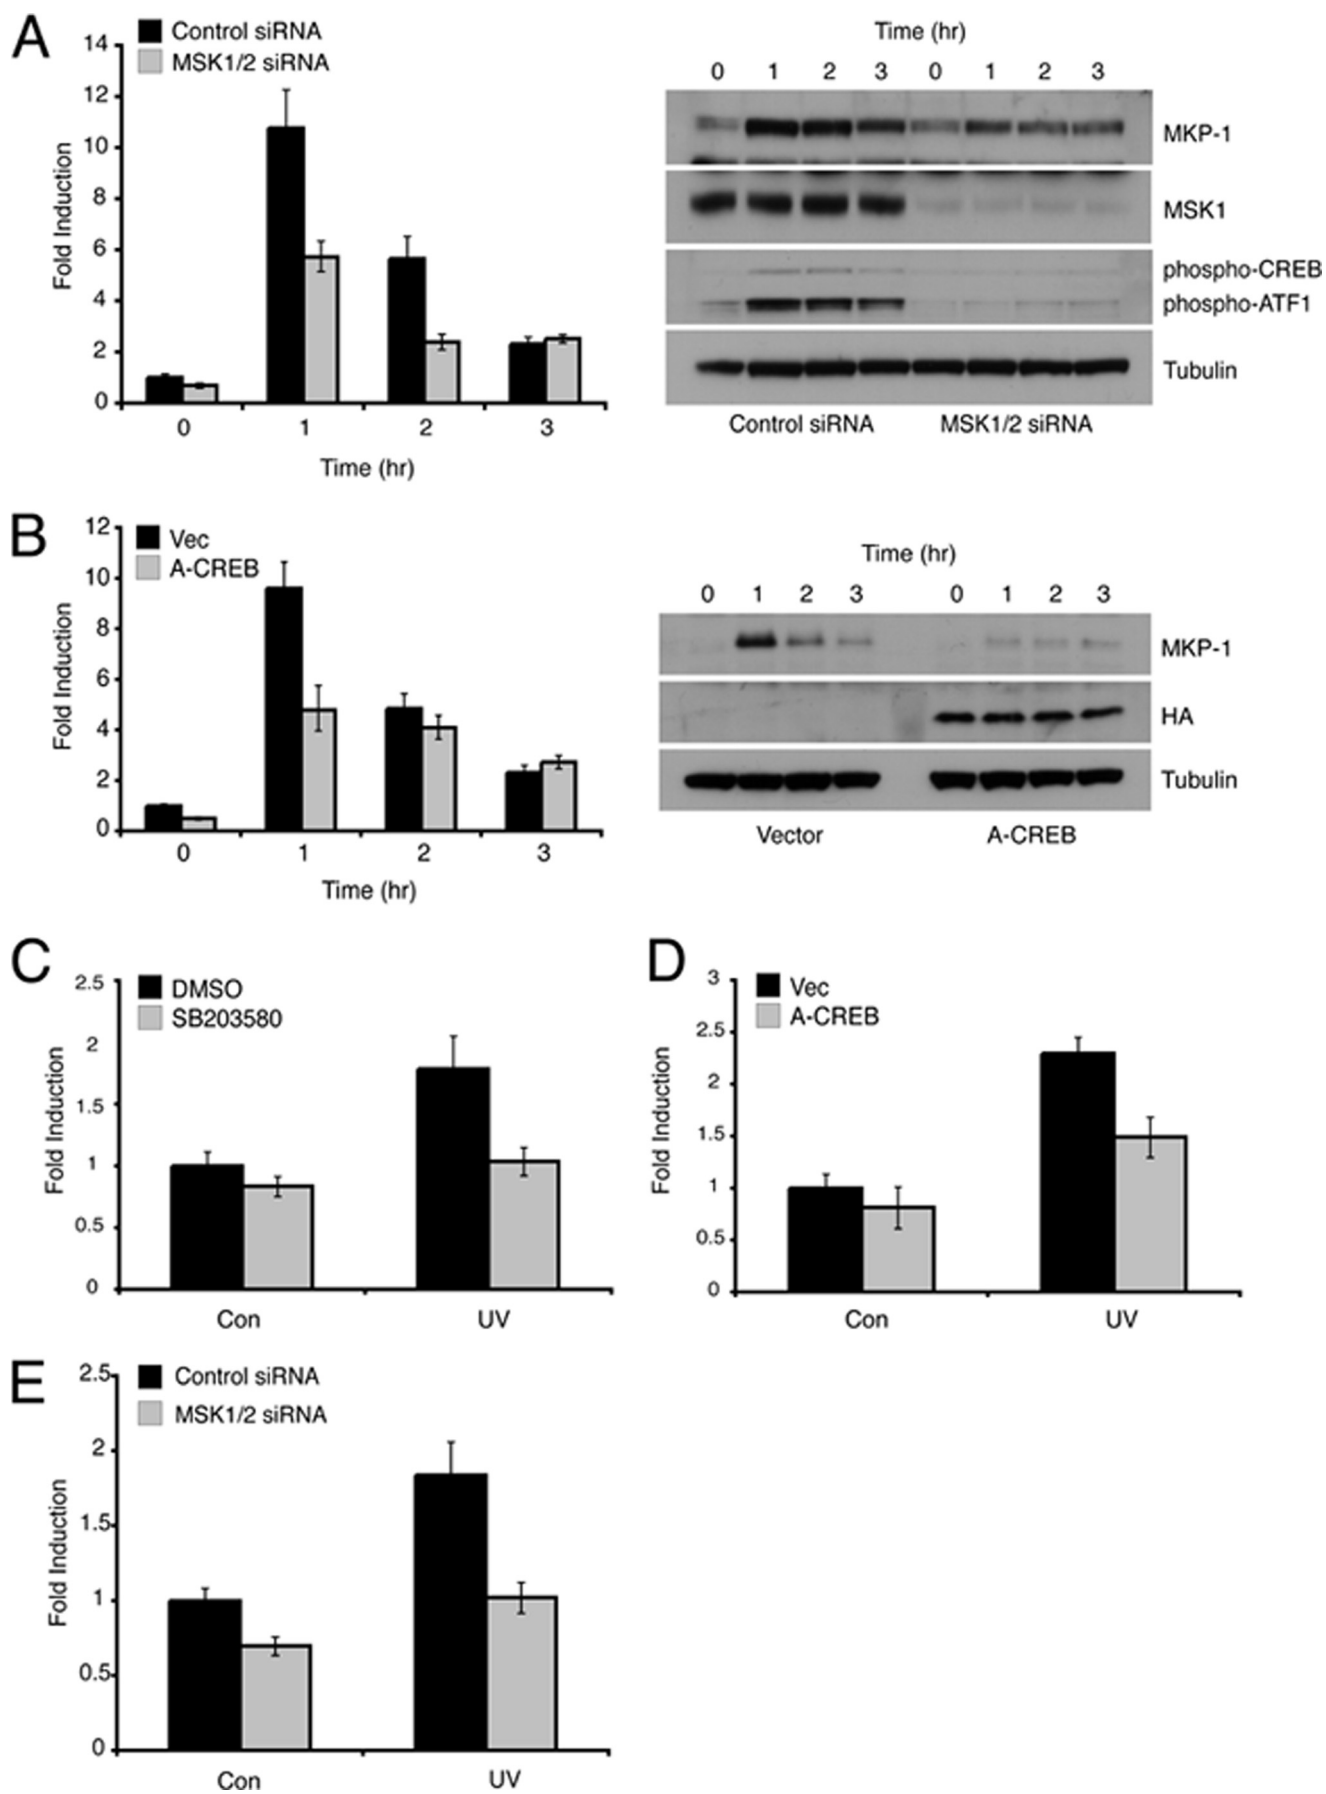 A
Control siRNA
MSK1/2 siRNA
14
12
10
8
6
4
2
0
Fold Induction
0 1 2 3
Time (hr)
Time (hr)
0 1 2 3 0 1 2 3
MKP-1
MSK1
phospho-CREB
phospho-ATF1
Tubulin
Control siRNA MSK1/2 siRNA
B
Vec
A-CREB
12
10
8
6
4
2
0
Fold Induction
0 1 2 3
Time (hr)
Time (hr)
0 1 2 3 0 1 2 3
MKP-1
HA
Tubulin
Vector A-CREB
C
DMSO
SB203580
2.5
2
1.5
1
0.5
0
Fold Induction
Con UV
D
Vec
A-CREB
3
2.5
2
1.5
1
0.5
0
Fold Induction
Con UV
E
Control siRNA
MSK1/2 siRNA
2.5
2
1.5
1
0.5
0
Fold Induction
Con UV